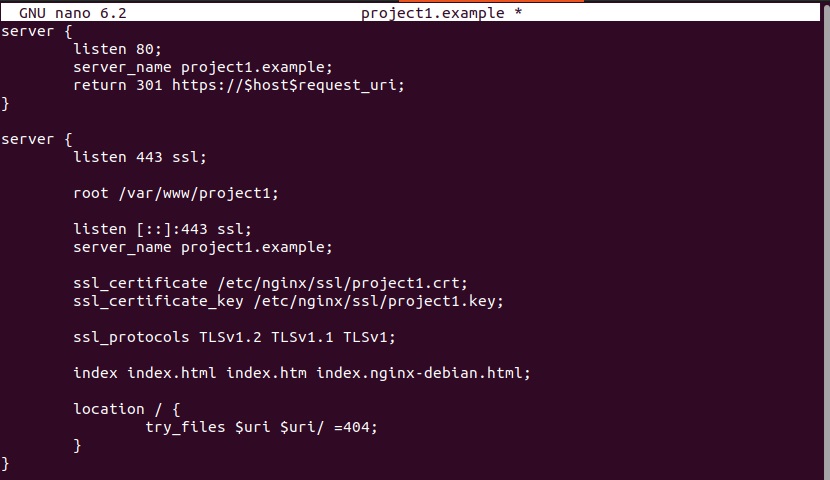 GNU nano 6.2 project1.example *
server {
listen 80;
server_name project1.example;
return 301 https://$host$request_uri;
}
server {
listen 443 ssl;
root /var/www/project1;
listen [::]:443 ssl;
server_name project1.example;
ssl_certificate /etc/nginx/ssl/project1.crt;
ssl_certificate_key /etc/nginx/ssl/project1.key;
ssl_protocols TLSv1.2 TLSv1.1 TLSv1;
index index.html index.htm index.nginx-debian.html;
location / {
try_files $uri $uri/ =404;
}
}